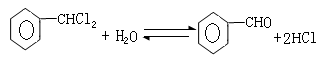 CHCl₂ + H₂O ⇌ CHO +2HCl